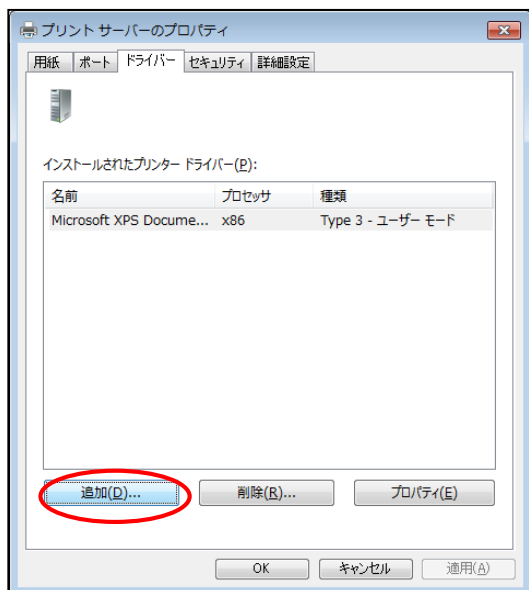 プリント サーバーのプロパティ
用紙 ポート ドライバー セキュリティ 詳細設定
インストールされたプリンター ドライバー(P):
名前 プロセッサ 種類
Microsoft XPS Docume... x86 Type 3 - ユーザー モード
追加(D)... 削除(R)... プロパティ(E)
OK キャンセル 適用(A)